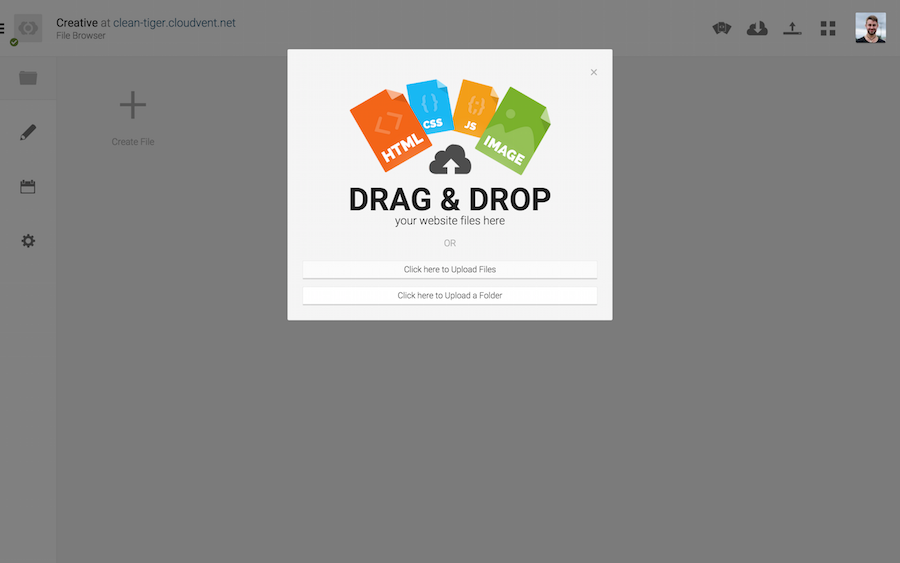 Creative at clean-tiger.cloudvent.net
File Browser
Create File
HTML
CSS
JS
IMAGE
DRAG & DROP
your website files here
OR
Click here to Upload Files
Click here to Upload a Folder